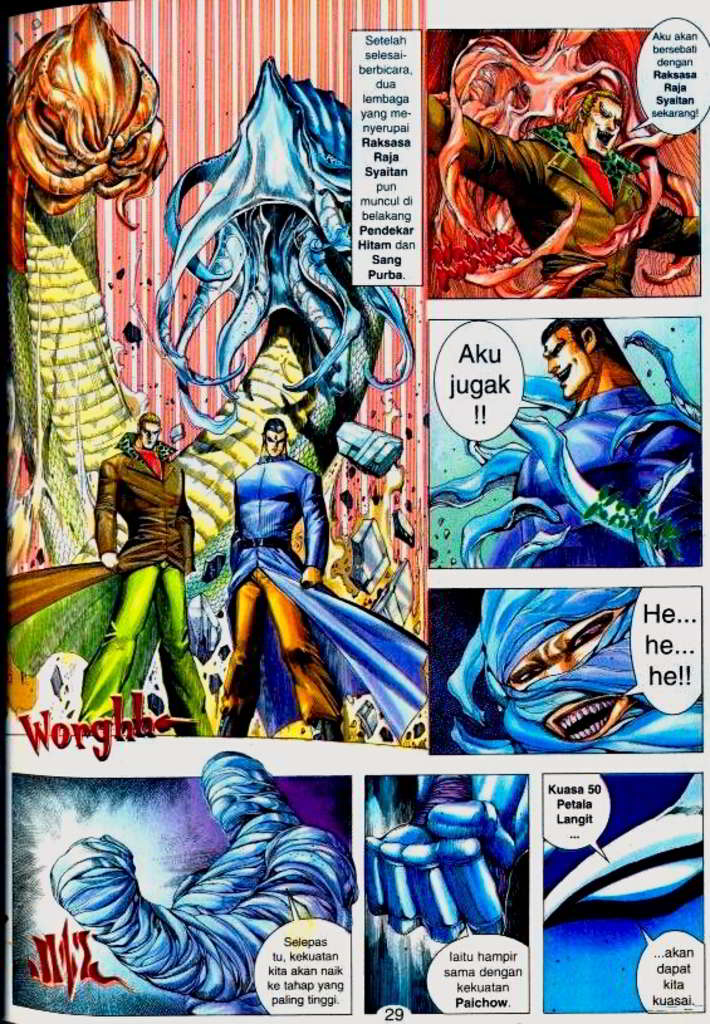 Setelah
selesai-
berbicara,
dua
lembaga
yang me-
nyerupai
Raksasa
Raja
Syaitan
pun
muncul di
belakang
Pendekar
Hitam dan
Sang
Purba.
Aku akan
bersebati
dengan
Raksasa
Raja
Syaitan
sekarang!
Aku
jugak
!!
He...
he...
he!!
Worghhh
Selepas
tu, kekuatan
kita akan naik
ke tahap yang
paling tinggi.
Iaitu hampir
sama dengan
kekuatan
Paichow.
Kuasa 50
Petala
Langit
...
...akan
dapat
kita
kuasai.
29